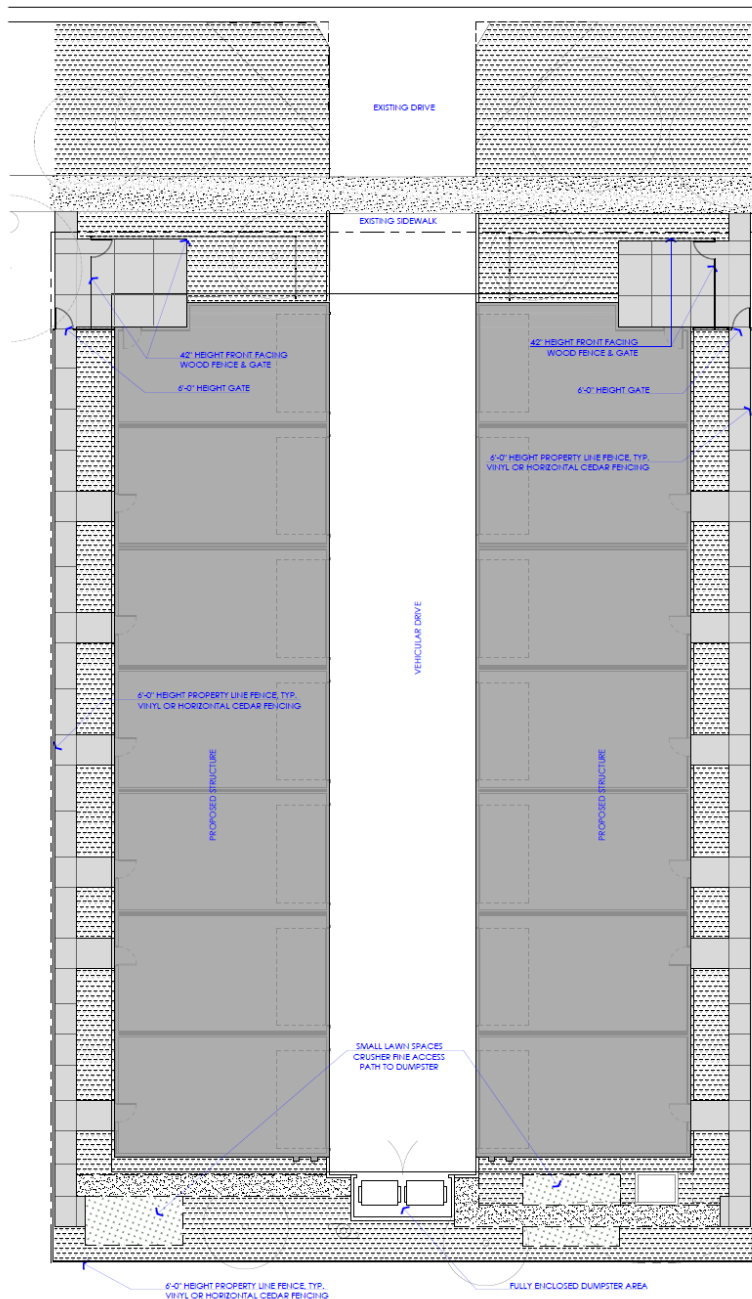 EXISTING DRIVE
EXISTING SIDEWALK
42" HEIGHT FRONT FACING
WOOD FENCE & GATE
6'-0" HEIGHT GATE
42" HEIGHT FRONT FACING
WOOD FENCE & GATE
6'-0" HEIGHT GATE
6'-0" HEIGHT PROPERTY LINE FENCE, TYP.
VINYL OR HORIZONTAL CEDAR FENCING
VEHICULAR DRIVE
6'-0" HEIGHT PROPERTY LINE FENCE, TYP.
VINYL OR HORIZONTAL CEDAR FENCING
PROPOSED STRUCTURE
PROPOSED STRUCTURE
SMALL LAWN SPACES
CRUSHER FINE ACCESS
PATH TO DUMPSTER
6'-0" HEIGHT PROPERTY LINE FENCE, TYP.
VINYL OR HORIZONTAL CEDAR FENCING
FULLY ENCLOSED DUMPSTER AREA